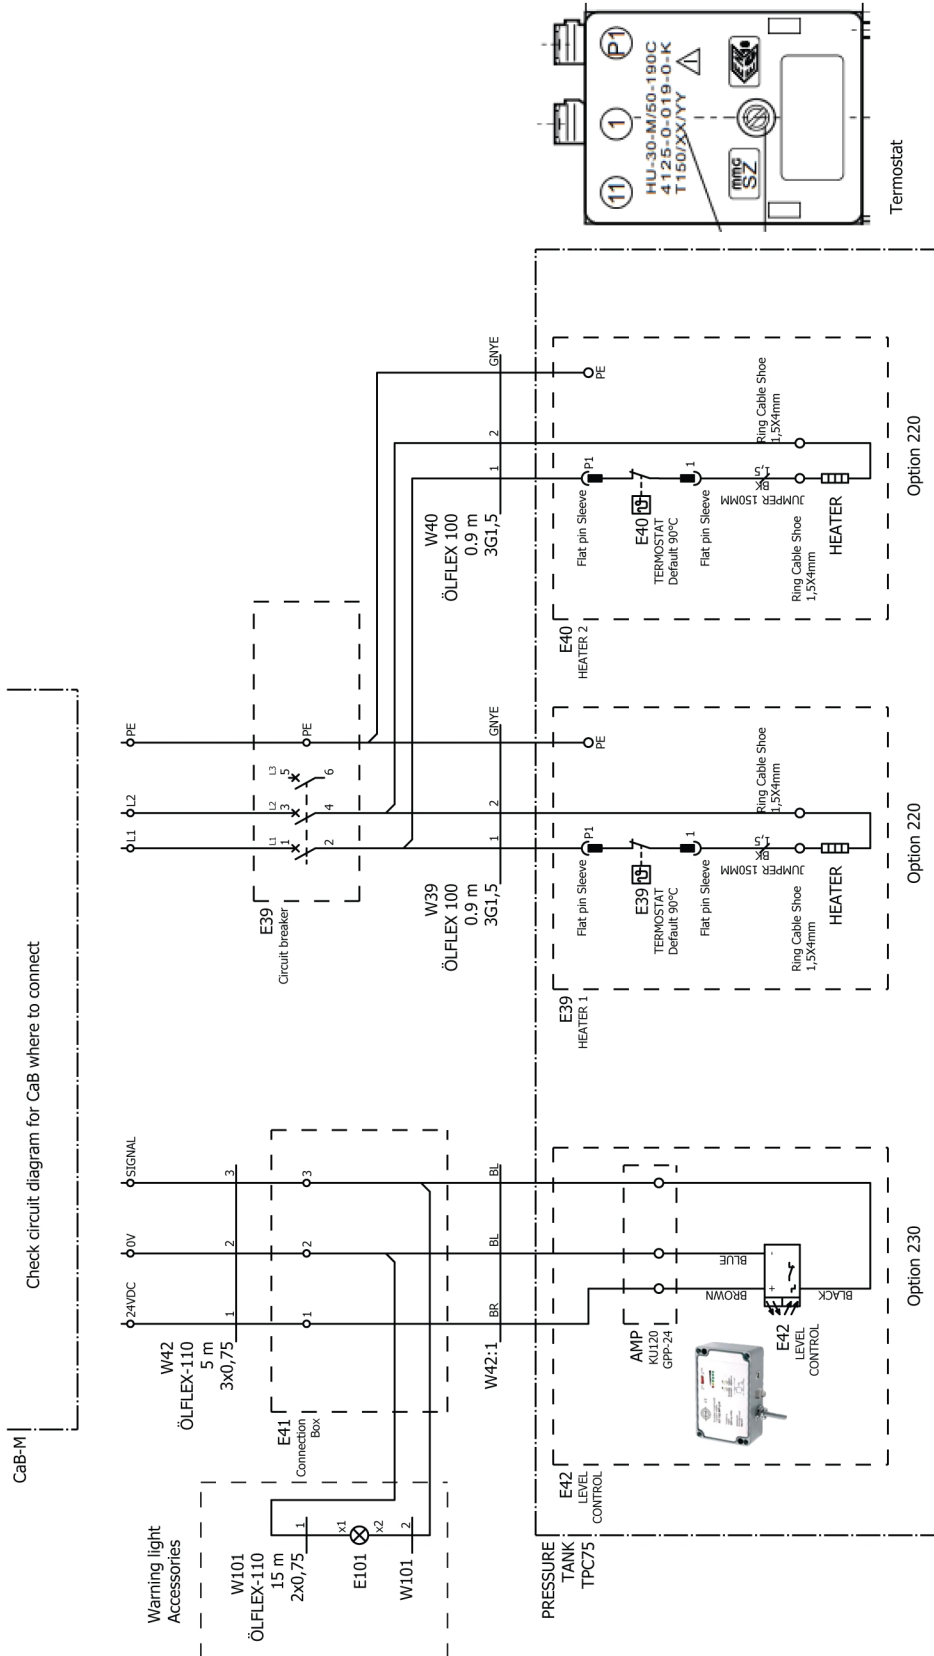 CaB-M
Check circuit diagram for CaB where to connect
24VDC
0V
SIGNAL
L1
L2
PE
W42
ÖLFLEX-110
5 m
3x0,75
1
2
3
E41
Connection
Box
1
2
3
Warning light
Accessories
W101
ÖLFLEX-110
15 m
2x0,75
1
x1
E101
x2
W101
2
W42:1
BR
BL
BL
E39
Circuit breaker
L1
1
2
L2
3
4
L3
5
6
PE
W39
ÖLFLEX 100
0.9 m
3G1,5
1
2
GNYE
W40
ÖLFLEX 100
0.9 m
3G1,5
1
2
GNYE
PRESSURE
TANK
TPC75
E42
LEVEL
CONTROL
AMP
KU120
GPP-24
BROWN
BLUE
+
-
BLACK
E42
LEVEL
CONTROL
Option 230
E39
HEATER 1
Flat pin Sleeve
P1
PE
E39
TERMOSTAT
Default 90°C
Flat pin Sleeve
1
JUMPER 150MM
BK
1,5
Ring Cable Shoe
1,5X4mm
Ring Cable Shoe
1,5X4mm
HEATER
Option 220
E40
HEATER 2
Flat pin Sleeve
P1
PE
E40
TERMOSTAT
Default 90°C
Flat pin Sleeve
1
JUMPER 150MM
BK
1,5
Ring Cable Shoe
1,5X4mm
Ring Cable Shoe
1,5X4mm
HEATER
Option 220
11
1
P1
HU-30-M/50-190C
4125-0-019-0-K
T150/XX/YY
mmg
SZ
Termostat